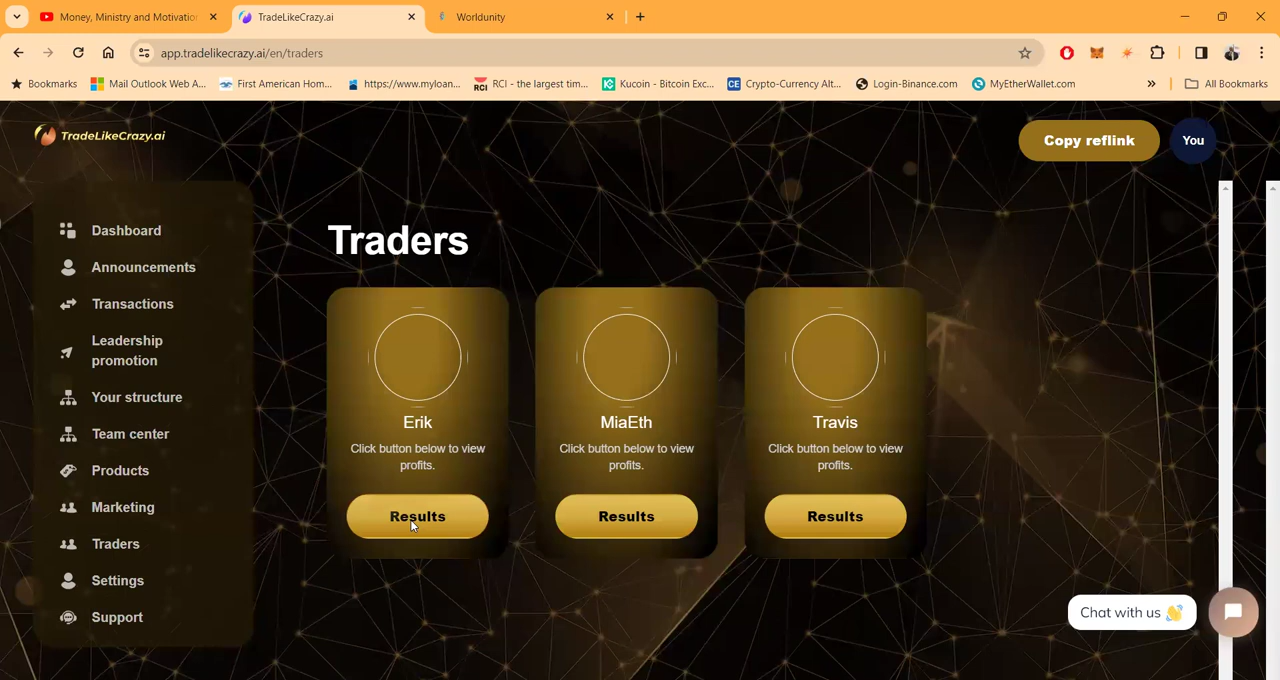 Money, Ministry and Motivation
TradeLikeCrazy.ai
Worldunity
app.tradelikecrazy.ai/en/traders
Bookmarks
Mail Outlook Web A...
First American Hom...
https://www.myloan...
RCI - the largest tim...
Kucoin - Bitcoin Exc...
Crypto-Currency Alt...
Login-Binance.com
MyEtherWallet.com
»
All Bookmarks
TradeLikeCrazy.ai
Copy reflink
You
Dashboard
Announcements
Transactions
Leadership
promotion
Your structure
Team center
Products
Marketing
Traders
Settings
Support
Traders
Erik
Click button below to view
profits.
Results
MiaEth
Click button below to view
profits.
Results
Travis
Click button below to view
profits.
Results
Chat with us 👋